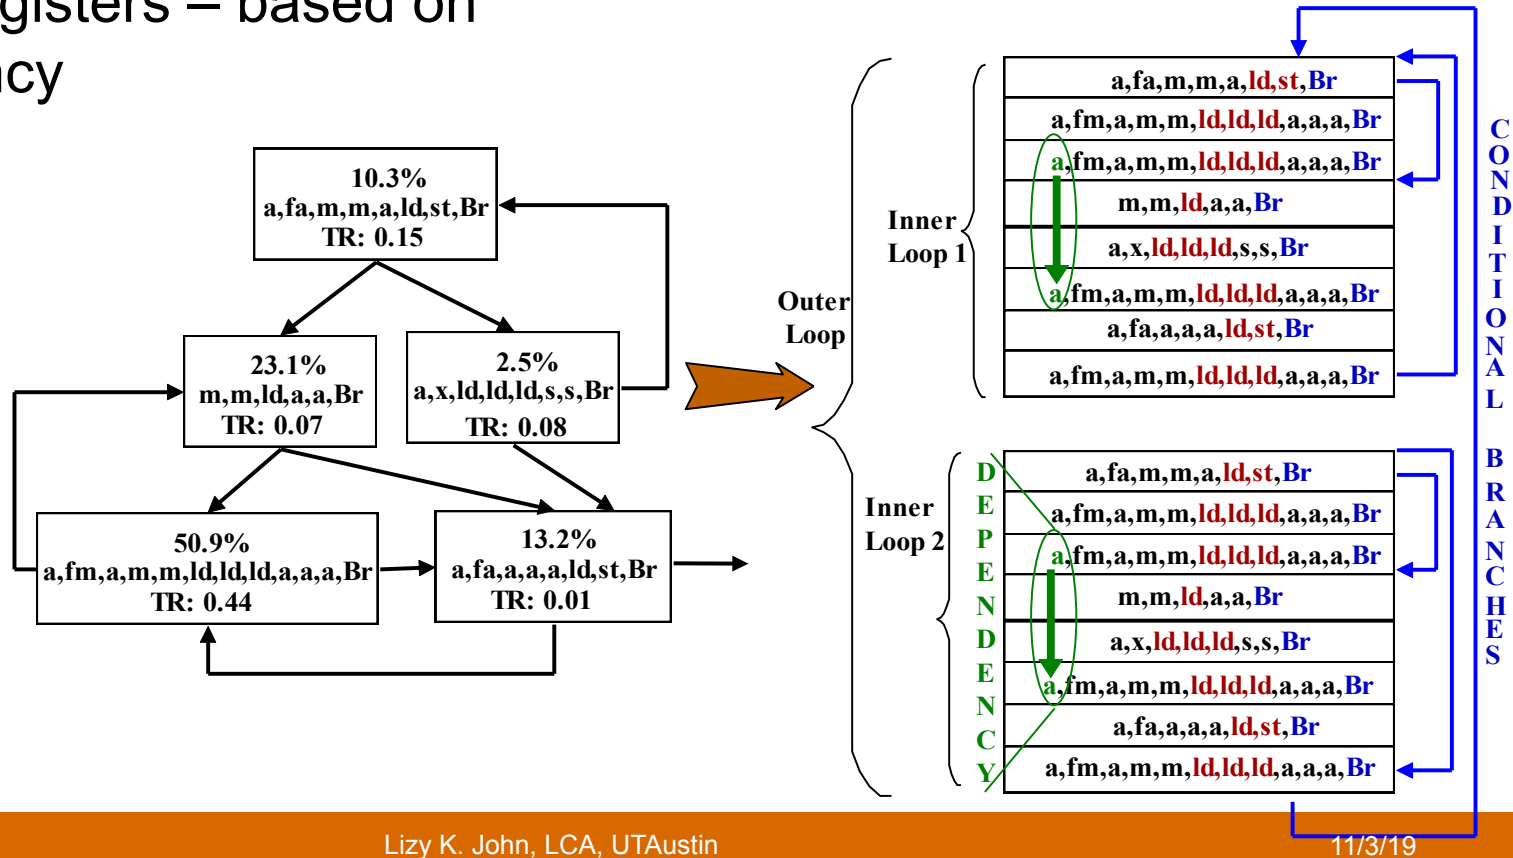 gisters – based on
ncy
10.3%
a,fa,m,m,a,ld,st,Br
TR: 0.15
23.1%
m,m,ld,a,a,Br
TR: 0.07
2.5%
a,x,ld,ld,ld,s,s,Br
TR: 0.08
50.9%
a,fm,a,m,m,ld,ld,ld,a,a,a,Br
TR: 0.44
13.2%
a,fa,a,a,a,ld,st,Br
TR: 0.01
Outer
Loop
Inner
Loop 1
a,fa,m,m,a,ld,st,Br
a,fm,a,m,m,ld,ld,ld,a,a,a,Br
a,fm,a,m,m,ld,ld,ld,a,a,a,Br
m,m,ld,a,a,Br
a,x,ld,ld,ld,s,s,Br
a,fm,a,m,m,ld,ld,ld,a,a,a,Br
a,fa,a,a,a,ld,st,Br
a,fm,a,m,m,ld,ld,ld,a,a,a,Br
Inner
Loop 2
DEPENDENCY
a,fa,m,m,a,ld,st,Br
a,fm,a,m,m,ld,ld,ld,a,a,a,Br
a,fm,a,m,m,ld,ld,ld,a,a,a,Br
m,m,ld,a,a,Br
a,x,ld,ld,ld,s,s,Br
a,fm,a,m,m,ld,ld,ld,a,a,a,Br
a,fa,a,a,a,ld,st,Br
a,fm,a,m,m,ld,ld,ld,a,a,a,Br
CONDITIONAL BRANCHES
Lizy K. John, LCA, UTAustin
11/3/19